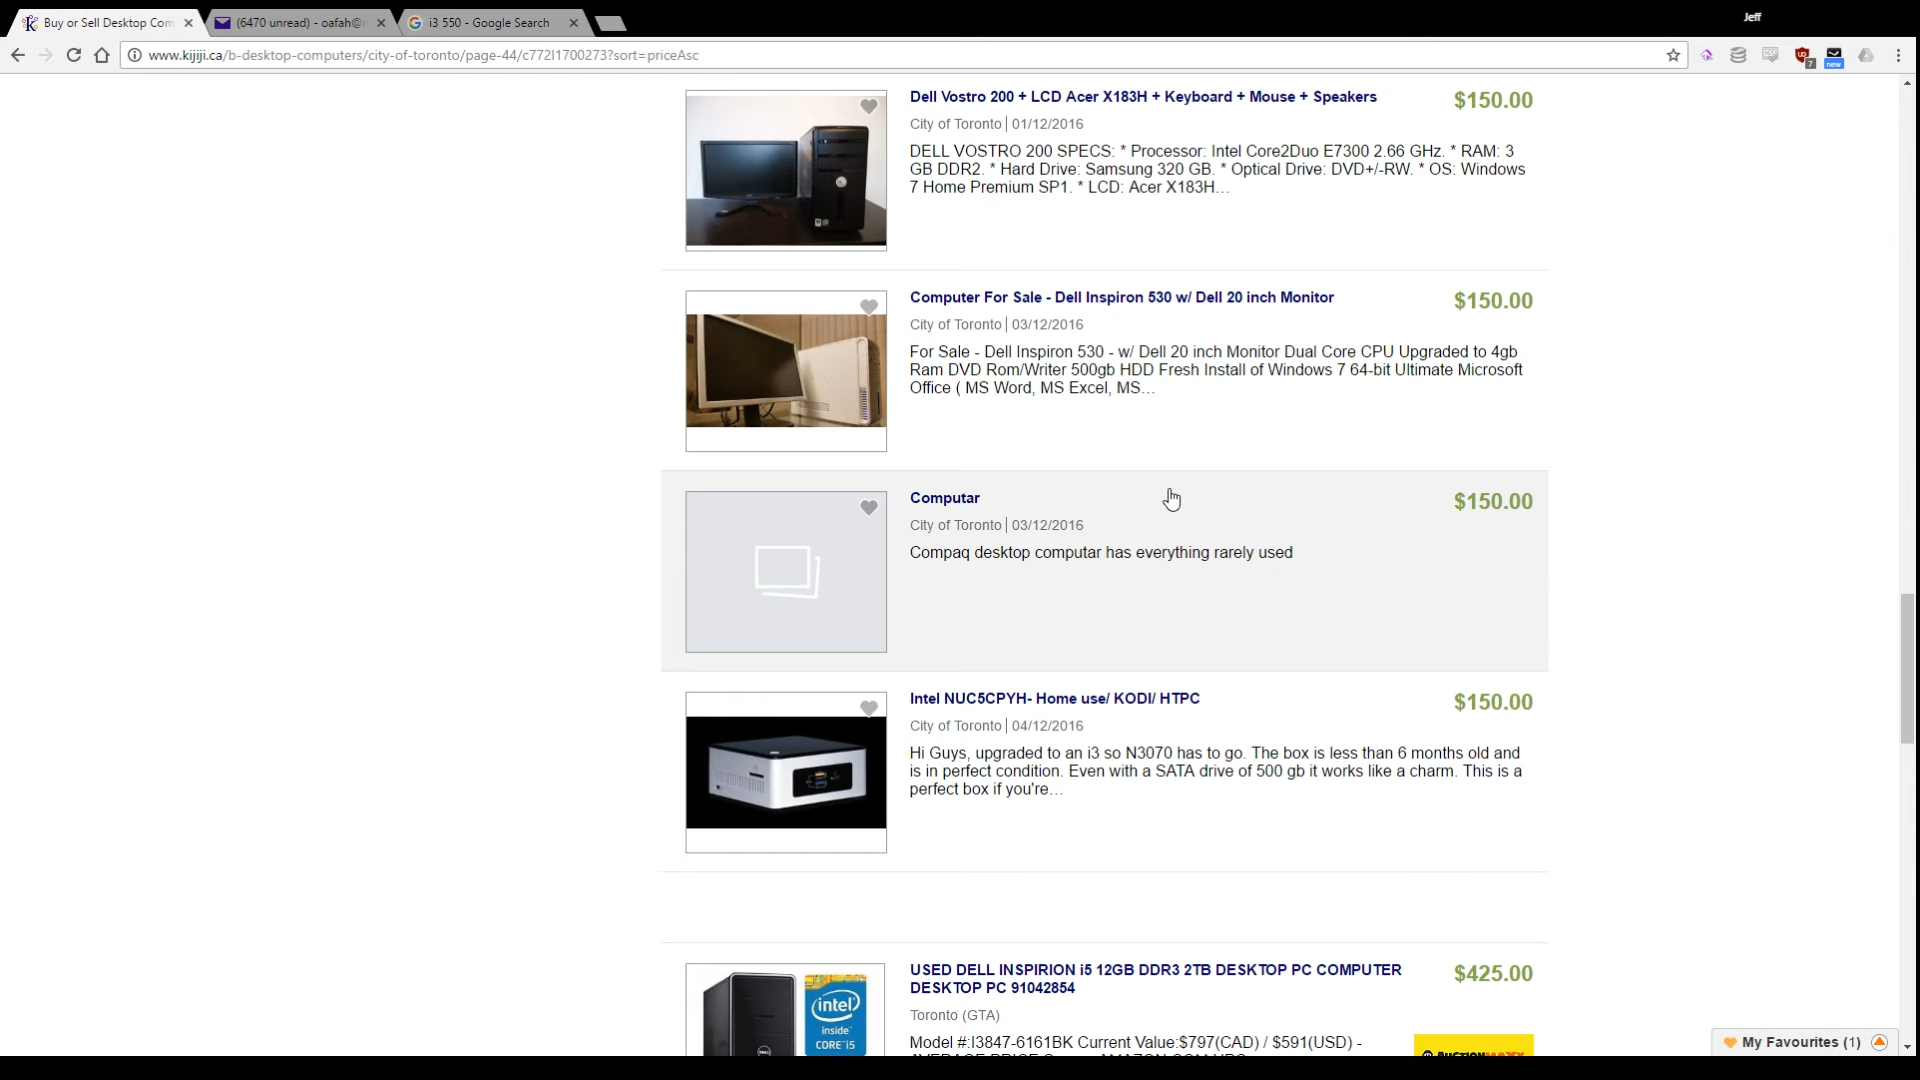 Jeff
Buy or Sell Desktop Com
(6470 unread) - oafah@
i3 550 - Google Search
www.kijiji.ca/b-desktop-computers/city-of-toronto/page-44/c772l1700273?sort=priceAsc
7
new
Dell Vostro 200 + LCD Acer X183H + Keyboard + Mouse + Speakers
$150.00
City of Toronto | 01/12/2016
DELL VOSTRO 200 SPECS: * Processor: Intel Core2Duo E7300 2.66 GHz. * RAM: 3
GB DDR2. * Hard Drive: Samsung 320 GB. * Optical Drive: DVD+/-RW. * OS: Windows
7 Home Premium SP1. * LCD: Acer X183H...
Computer For Sale - Dell Inspiron 530 w/ Dell 20 inch Monitor
$150.00
City of Toronto | 03/12/2016
For Sale - Dell Inspiron 530 - w/ Dell 20 inch Monitor Dual Core CPU Upgraded to 4gb
Ram DVD Rom/Writer 500gb HDD Fresh Install of Windows 7 64-bit Ultimate Microsoft
Office ( MS Word, MS Excel, MS...
Computar
$150.00
City of Toronto | 03/12/2016
Compaq desktop computar has everything rarely used
Intel NUC5CPYH- Home use/ KODI/ HTPC
$150.00
City of Toronto | 04/12/2016
Hi Guys, upgraded to an i3 so N3070 has to go. The box is less than 6 months old and
is in perfect condition. Even with a SATA drive of 500 gb it works like a charm. This is a
perfect box if you're...
USED DELL INSPIRION i5 12GB DDR3 2TB DESKTOP PC COMPUTER
DESKTOP PC 91042854
$425.00
Toronto (GTA)
Model #:I3847-6161BK Current Value:$797(CAD) / $591(USD) -
intel
inside
CORE i5
DELL
My Favourites (1)